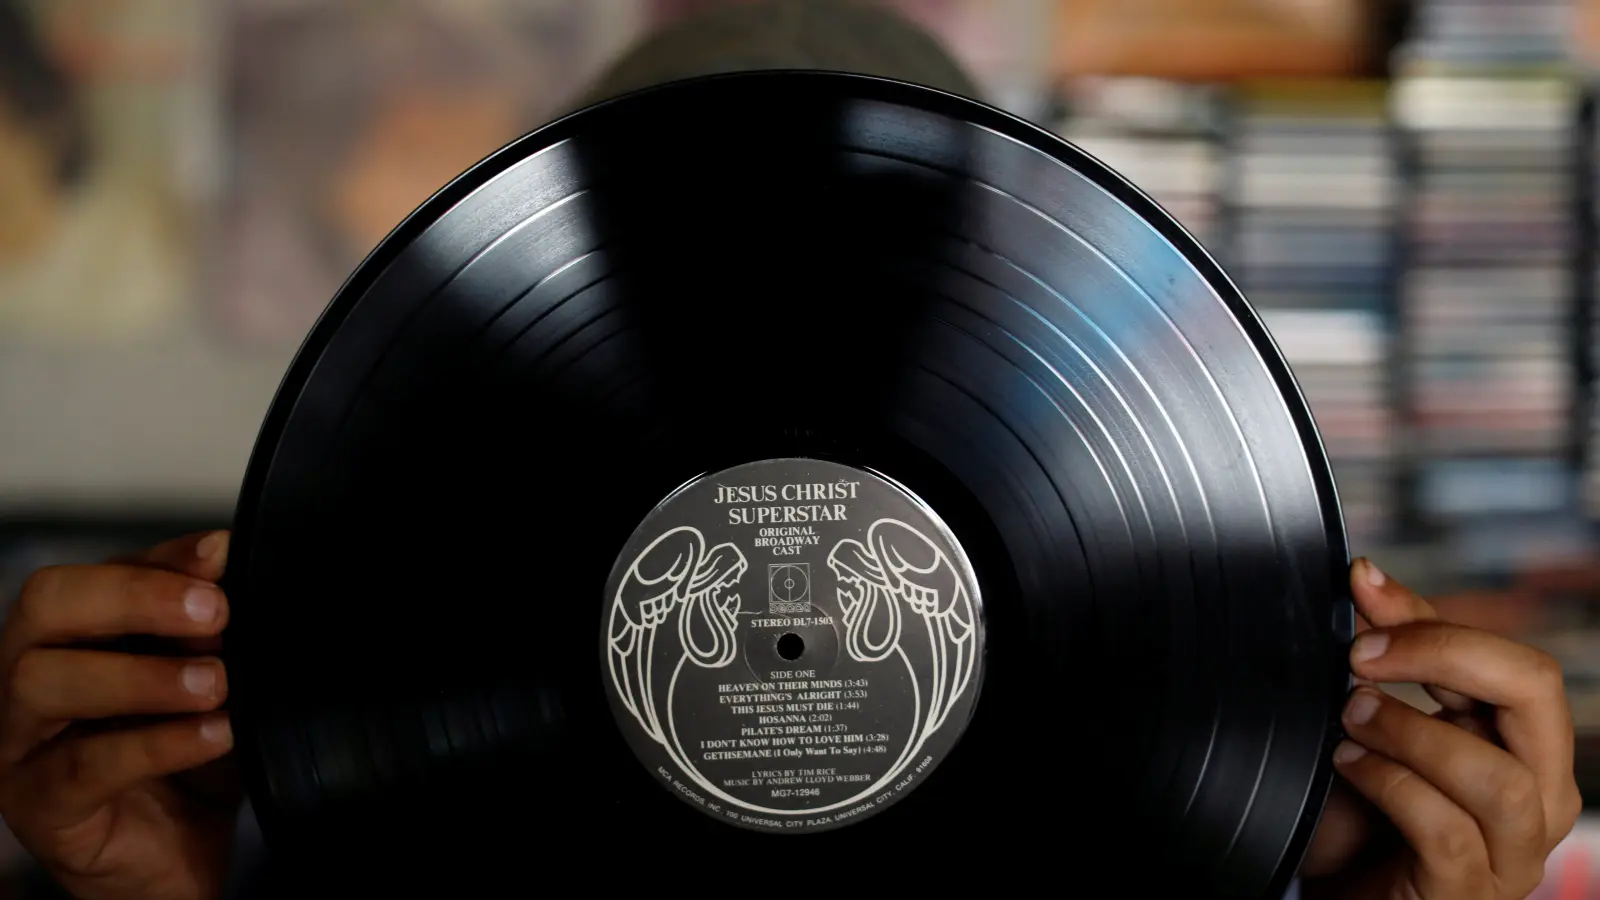 JESUS CHRIST
SUPERSTAR
ORIGINAL
BROADWAY
CAST
DECCA
STEREO DL7-1503
SIDE ONE
HEAVEN ON THEIR MINDS (3:43)
EVERYTHING'S ALRIGHT (3:53)
THIS JESUS MUST DIE (1:44)
HOSANNA (2:02)
PILATE'S DREAM (1:37)
I DON'T KNOW HOW TO LOVE HIM (3:28)
GETHSEMANE (I Only Want To Say) (4:48)
LYRICS BY TIM RICE
MUSIC BY ANDREW LLOYD WEBBER
MG7-12946
MCA RECORDS, INC., 100 UNIVERSAL CITY PLAZA, UNIVERSAL CITY, CALIF. 91608